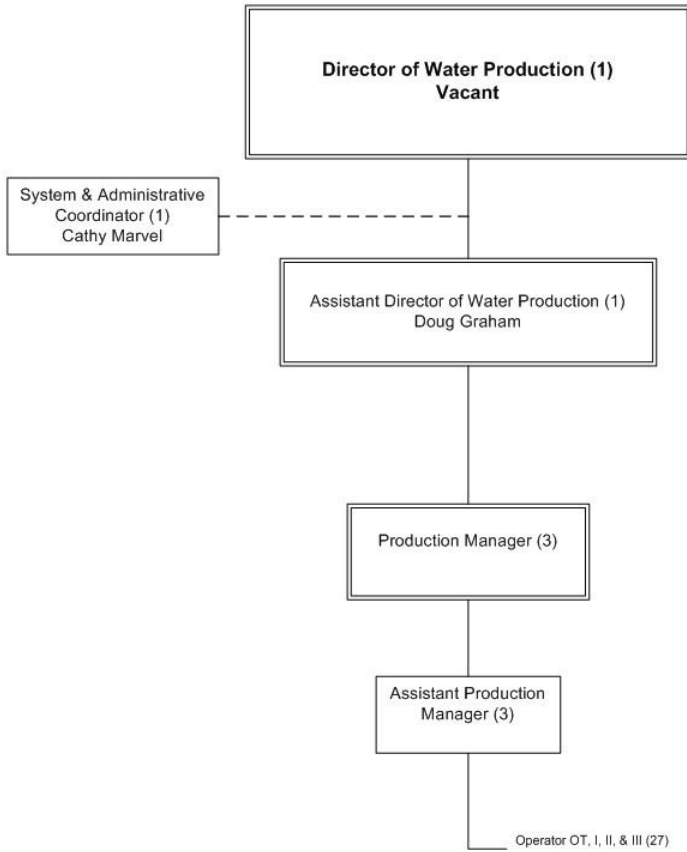 Director of Water Production (1)
Vacant
System & Administrative
Coordinator (1)
Cathy Marvel
Assistant Director of Water Production (1)
Doug Graham
Production Manager (3)
Assistant Production
Manager (3)
Operator OT, I, II, & III (27)